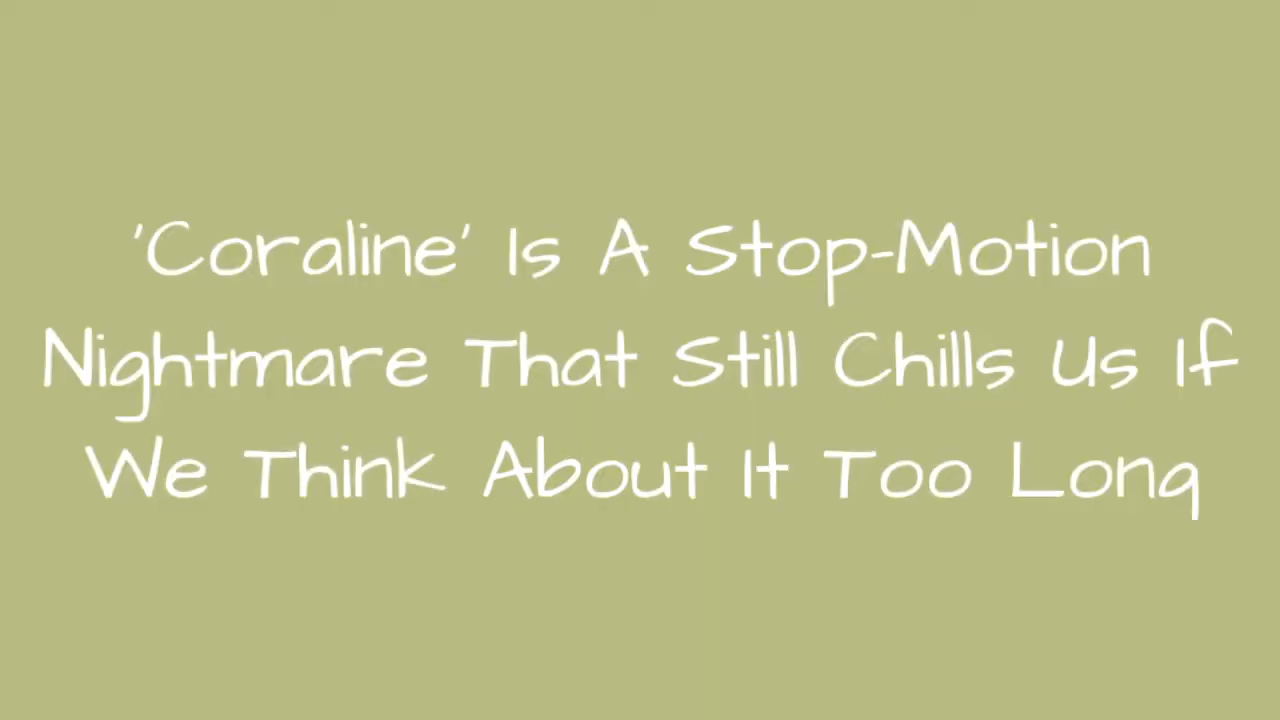 'Coraline' Is A Stop-Motion
Nightmare That Still Chills Us If
We Think About It Too Long